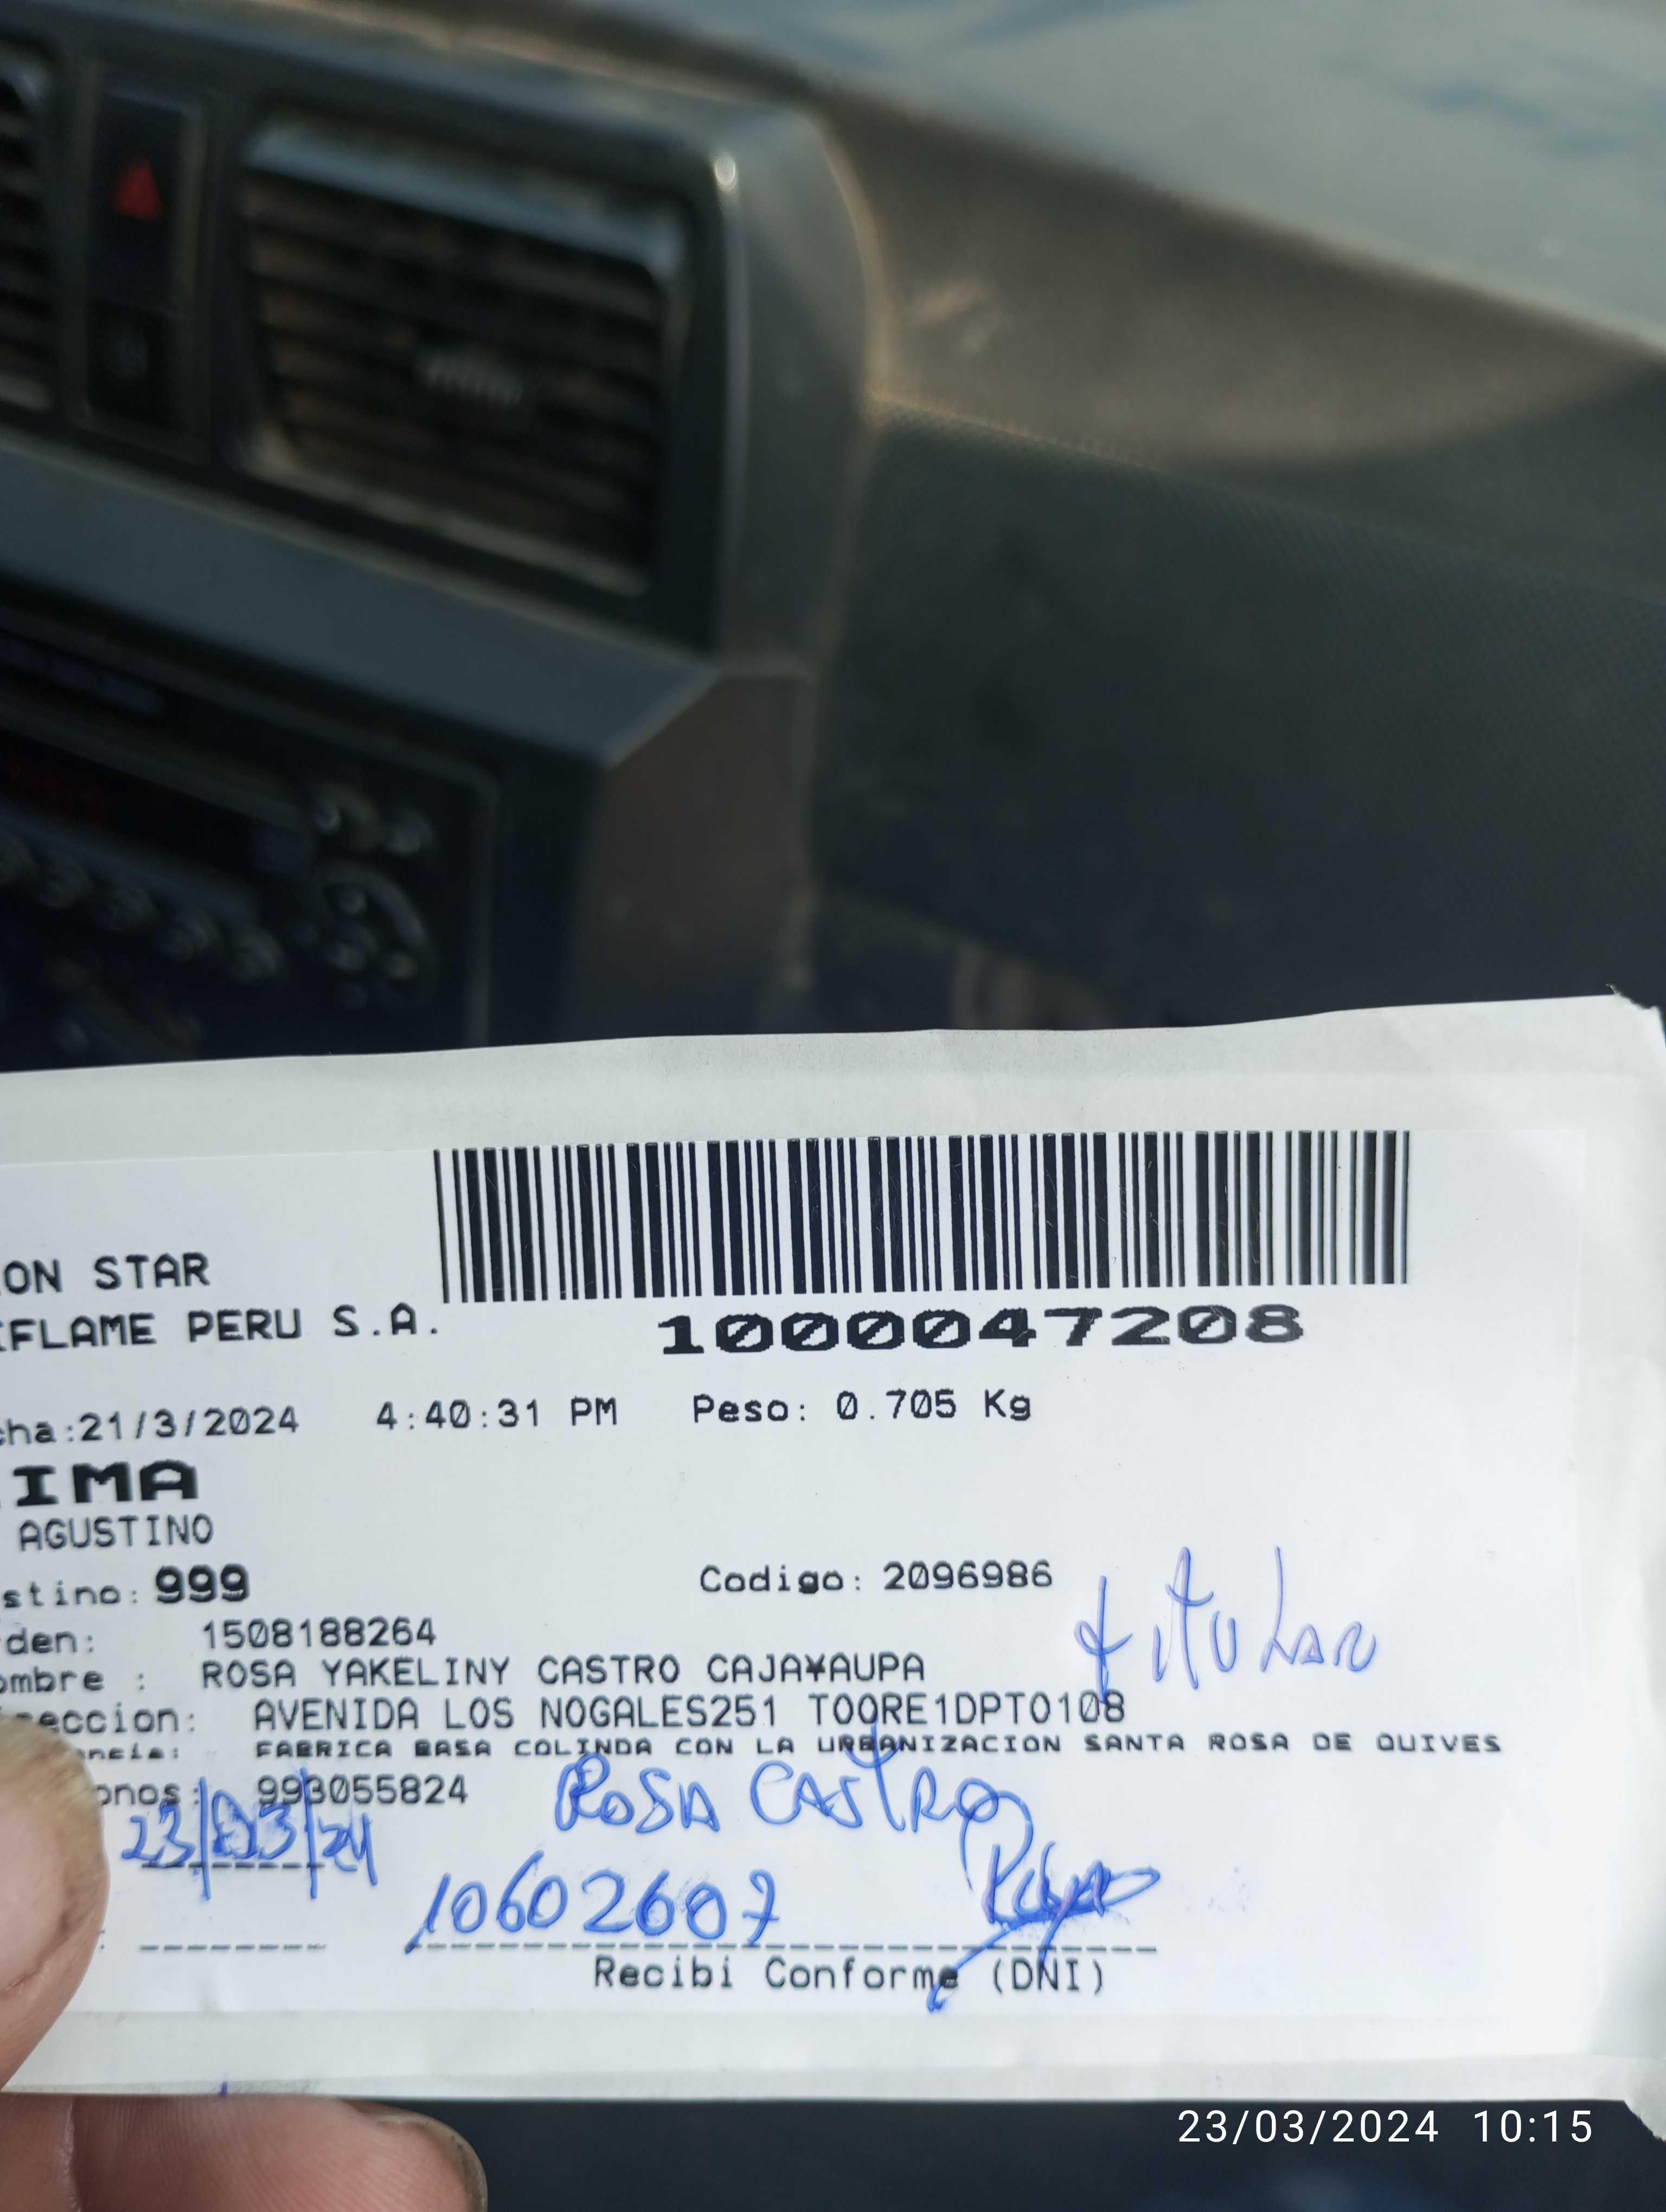 ON STAR
FLAME PERU S.A.
1000047208
cha:21/3/2024 4:40:31 PM Peso: 0.705 Kg
IMA
AGUSTINO
stino: 999 Codigo: 2096986
titular
den: 1508188264
ombre : ROSA YAKELINY CASTRO CAJA¥AUPA
eccion: AVENIDA LOS NOGALES251 TOORE1DPTO108
encia: FABRICA BASA COLINDA CON LA URBANIZACION SANTA ROSA DE QUIVES
onos: 993055824
ROSA CASTRO
23/03/24
10602607
Recibi Conforme (DNI)
23/03/2024 10:15